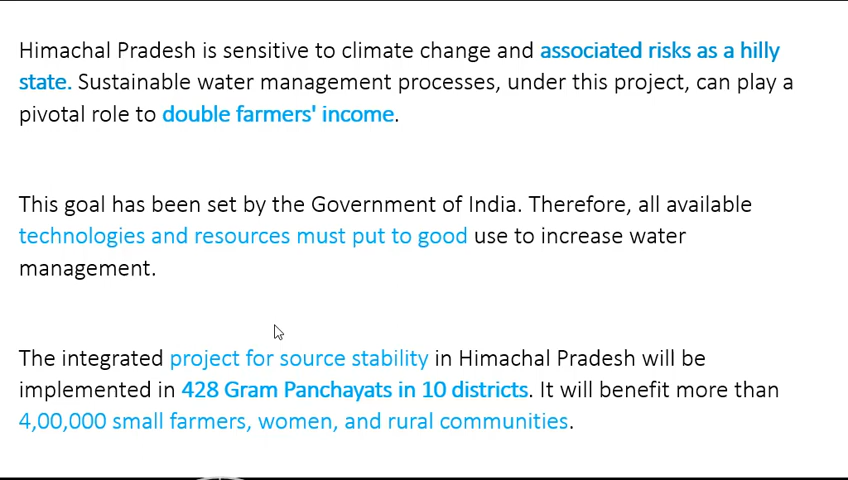 Himachal Pradesh is sensitive to climate change and associated risks as a hilly
state. Sustainable water management processes, under this project, can play a
pivotal role to double farmers' income.
This goal has been set by the Government of India. Therefore, all available
technologies and resources must put to good use to increase water
management.
The integrated project for source stability in Himachal Pradesh will be
implemented in 428 Gram Panchayats in 10 districts. It will benefit more than
4,00,000 small farmers, women, and rural communities.